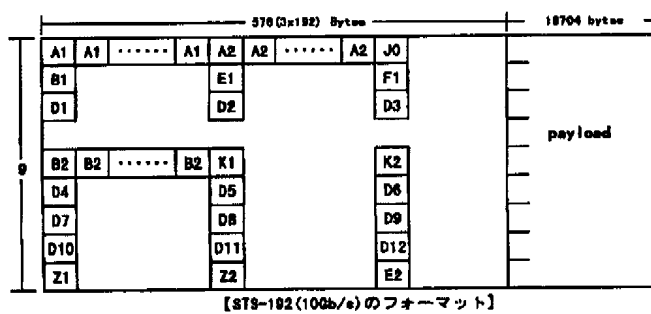 576(3x192) Bytes 16704 bytes
A1 A1 ······ A1 A2 A2 ······ A2 J0
B1 E1 F1
D1 D2 D3
payload
9
B2 B2 ······ B2 K1 K2
D4 D5 D6
D7 D8 D9
D10 D11 D12
Z1 Z2 E2
[STS-192(10Gb/s)のフォーマット]